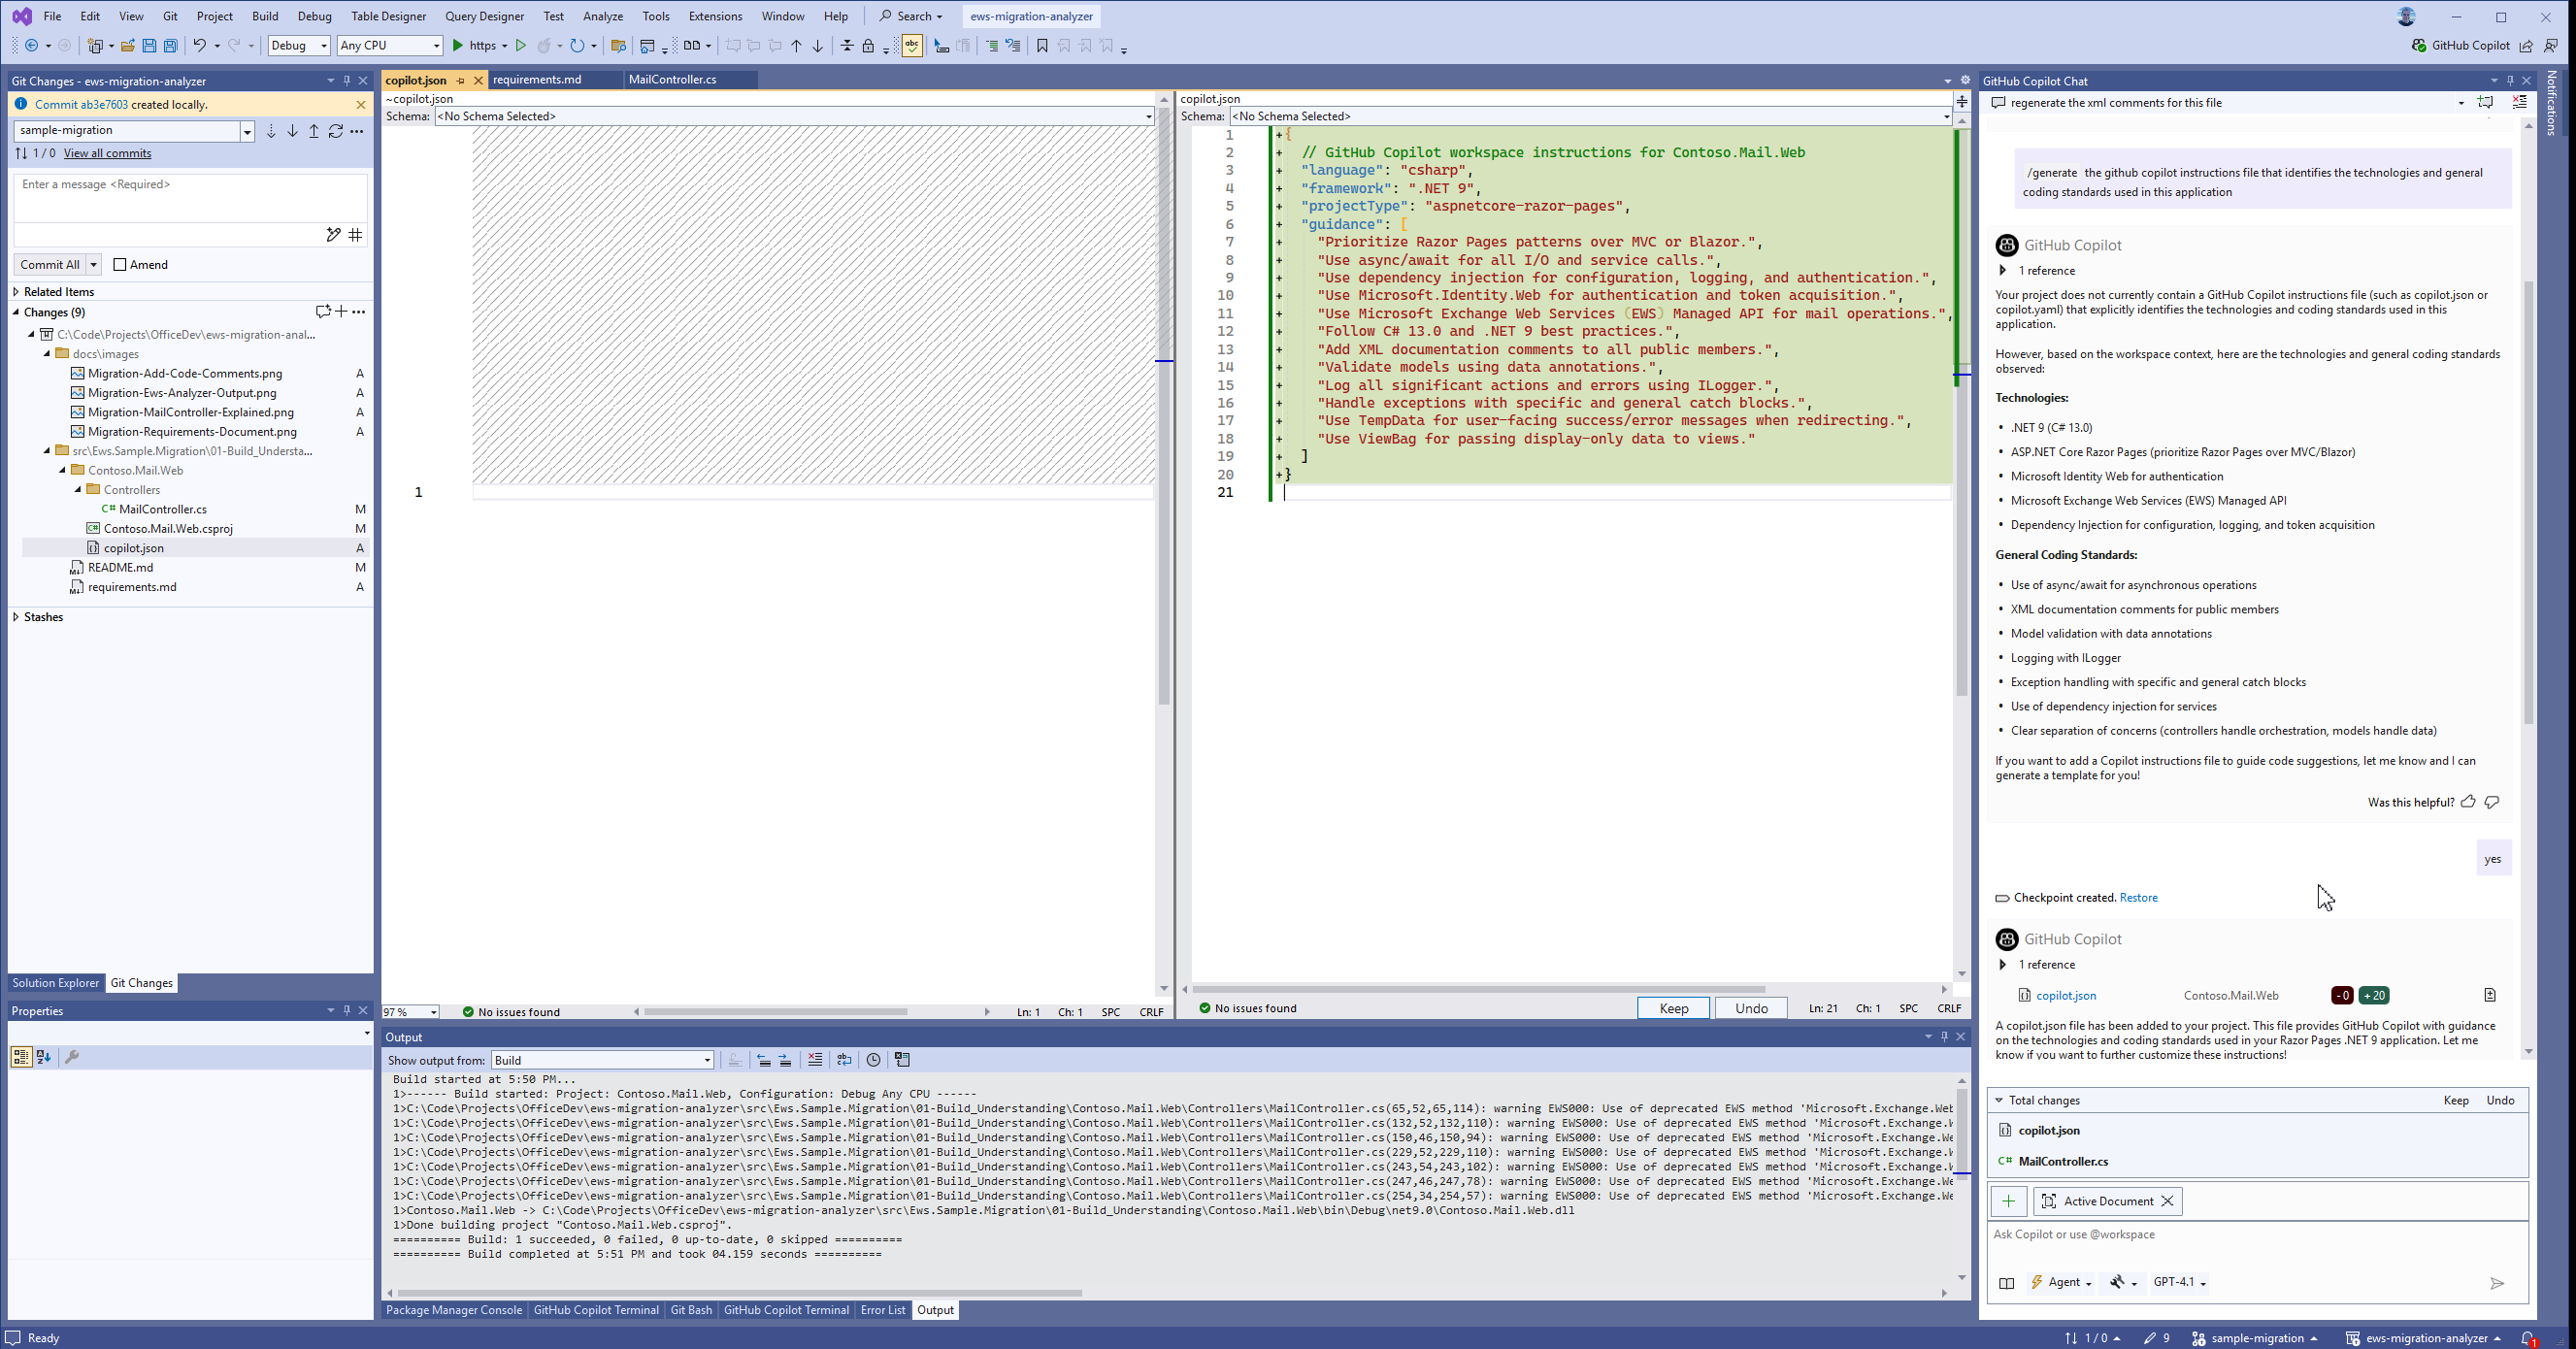 File Edit View Git Project Build Debug Table Designer Query Designer Test Analyze Tools Extensions Window Help Search ews-migration-analyzer
Debug Any CPU https GitHub Copilot
Git Changes - ews-migration-analyzer
Commit ab3e7603 created locally.
sample-migration
1 / 0 View all commits
Enter a message <Required>
Commit All Amend
Related Items
Changes (9)
C:\Code\Projects\OfficeDev\ews-migration-anal...
docs\images
Migration-Add-Code-Comments.png A
Migration-Ews-Analyzer-Output.png A
Migration-MailController-Explained.png A
Migration-Requirements-Document.png A
src\Ews.Sample.Migration\01-Build_Understa...
Contoso.Mail.Web
Controllers
C# MailController.cs M
Contoso.Mail.Web.csproj M
copilot.json A
README.md M
requirements.md A
Stashes
Solution Explorer Git Changes
Properties
copilot.json requirements.md MailController.cs
~copilot.json
Schema: <No Schema Selected>
1
97 % No issues found Ln: 1 Ch: 1 SPC CRLF
copilot.json
Schema: <No Schema Selected>
1 +{
2 + // GitHub Copilot workspace instructions for Contoso.Mail.Web
3 + "language": "csharp",
4 + "framework": ".NET 9",
5 + "projectType": "aspnetcore-razor-pages",
6 + "guidance": [
7 + "Prioritize Razor Pages patterns over MVC or Blazor.",
8 + "Use async/await for all I/O and service calls.",
9 + "Use dependency injection for configuration, logging, and authentication.",
10 + "Use Microsoft.Identity.Web for authentication and token acquisition.",
11 + "Use Microsoft Exchange Web Services (EWS) Managed API for mail operations.",
12 + "Follow C# 13.0 and .NET 9 best practices.",
13 + "Add XML documentation comments to all public members.",
14 + "Validate models using data annotations.",
15 + "Log all significant actions and errors using ILogger.",
16 + "Handle exceptions with specific and general catch blocks.",
17 + "Use TempData for user-facing success/error messages when redirecting.",
18 + "Use ViewBag for passing display-only data to views."
19 + ]
20 +}
21
No issues found Keep Undo Ln: 21 Ch: 1 SPC CRLF
Output
Show output from: Build
Build started at 5:50 PM...
1>------ Build started: Project: Contoso.Mail.Web, Configuration: Debug Any CPU ------
1>C:\Code\Projects\OfficeDev\ews-migration-analyzer\src\Ews.Sample.Migration\01-Build_Understanding\Contoso.Mail.Web\Controllers\MailController.cs(65,52,65,114): warning EWS000: Use of deprecated EWS method 'Microsoft.Exchange.Web
1>C:\Code\Projects\OfficeDev\ews-migration-analyzer\src\Ews.Sample.Migration\01-Build_Understanding\Contoso.Mail.Web\Controllers\MailController.cs(132,52,132,110): warning EWS000: Use of deprecated EWS method 'Microsoft.Exchange.
1>C:\Code\Projects\OfficeDev\ews-migration-analyzer\src\Ews.Sample.Migration\01-Build_Understanding\Contoso.Mail.Web\Controllers\MailController.cs(150,46,150,94): warning EWS000: Use of deprecated EWS method 'Microsoft.Exchange.We
1>C:\Code\Projects\OfficeDev\ews-migration-analyzer\src\Ews.Sample.Migration\01-Build_Understanding\Contoso.Mail.Web\Controllers\MailController.cs(229,52,229,110): warning EWS000: Use of deprecated EWS method 'Microsoft.Exchange.
1>C:\Code\Projects\OfficeDev\ews-migration-analyzer\src\Ews.Sample.Migration\01-Build_Understanding\Contoso.Mail.Web\Controllers\MailController.cs(243,54,243,102): warning EWS000: Use of deprecated EWS method 'Microsoft.Exchange.
1>C:\Code\Projects\OfficeDev\ews-migration-analyzer\src\Ews.Sample.Migration\01-Build_Understanding\Contoso.Mail.Web\Controllers\MailController.cs(247,46,247,78): warning EWS000: Use of deprecated EWS method 'Microsoft.Exchange.We
1>C:\Code\Projects\OfficeDev\ews-migration-analyzer\src\Ews.Sample.Migration\01-Build_Understanding\Contoso.Mail.Web\Controllers\MailController.cs(254,34,254,57): warning EWS000: Use of deprecated EWS method 'Microsoft.Exchange.We
1>Contoso.Mail.Web -> C:\Code\Projects\OfficeDev\ews-migration-analyzer\src\Ews.Sample.Migration\01-Build_Understanding\Contoso.Mail.Web\bin\Debug\net9.0\Contoso.Mail.Web.dll
1>Done building project "Contoso.Mail.Web.csproj".
========== Build: 1 succeeded, 0 failed, 0 up-to-date, 0 skipped ==========
========== Build completed at 5:51 PM and took 04.159 seconds ==========
Package Manager Console GitHub Copilot Terminal Git Bash GitHub Copilot Terminal Error List Output
GitHub Copilot Chat
regenerate the xml comments for this file
/generate the github copilot instructions file that identifies the technologies and general
coding standards used in this application
GitHub Copilot
1 reference
Your project does not currently contain a GitHub Copilot instructions file (such as copilot.json or
copilot.yaml) that explicitly identifies the technologies and coding standards used in this
application.
However, based on the workspace context, here are the technologies and general coding standards
observed:
Technologies:
• .NET 9 (C# 13.0)
• ASP.NET Core Razor Pages (prioritize Razor Pages over MVC/Blazor)
• Microsoft Identity Web for authentication
• Microsoft Exchange Web Services (EWS) Managed API
• Dependency Injection for configuration, logging, and token acquisition
General Coding Standards:
• Use of async/await for asynchronous operations
• XML documentation comments for public members
• Model validation with data annotations
• Logging with ILogger
• Exception handling with specific and general catch blocks
• Use of dependency injection for services
• Clear separation of concerns (controllers handle orchestration, models handle data)
If you want to add a Copilot instructions file to guide code suggestions, let me know and I can
generate a template for you!
Was this helpful?
yes
Checkpoint created. Restore
GitHub Copilot
1 reference
copilot.json Contoso.Mail.Web -0 +20
A copilot.json file has been added to your project. This file provides GitHub Copilot with guidance
on the technologies and coding standards used in your Razor Pages .NET 9 application. Let me
know if you want to further customize these instructions!
Total changes Keep Undo
copilot.json
C# MailController.cs
Active Document
Ask Copilot or use @workspace
Agent GPT-4.1
Notifications
Ready 1 / 0 9 sample-migration ews-migration-analyzer 1